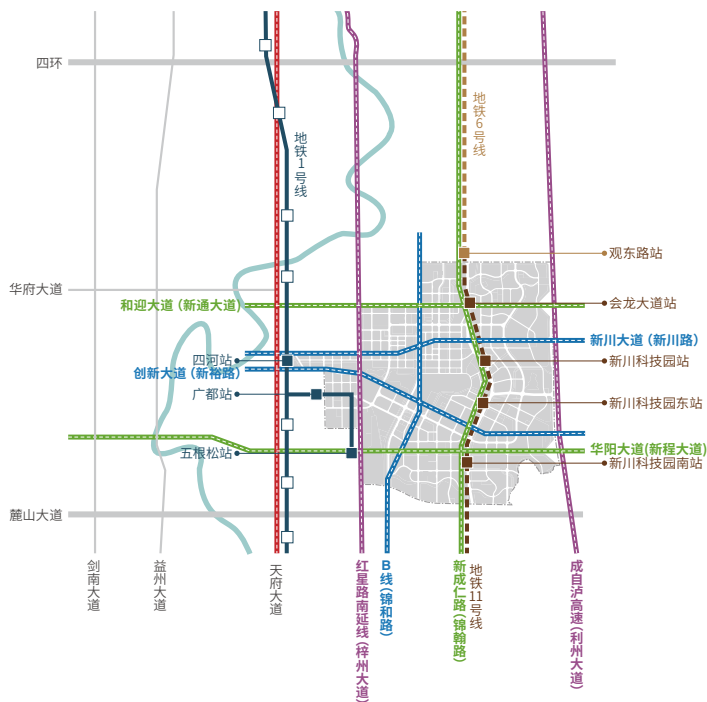 四环
地铁6号线
地铁1号线
观东路站
华府大道
和迎大道（新通大道）
会龙大道站
新川大道（新川路）
四河站
新川科技园站
创新大道（新裕路）
广都站
新川科技园东站
华阳大道(新程大道)
五根松站
新川科技园南站
麓山大道
剑南大道
益州大道
天府大道
红星路南延线（梓州大道）
B线（锦和路）
新成仁路（锦翰路）
地铁11号线
成自泸高速（利州大道）